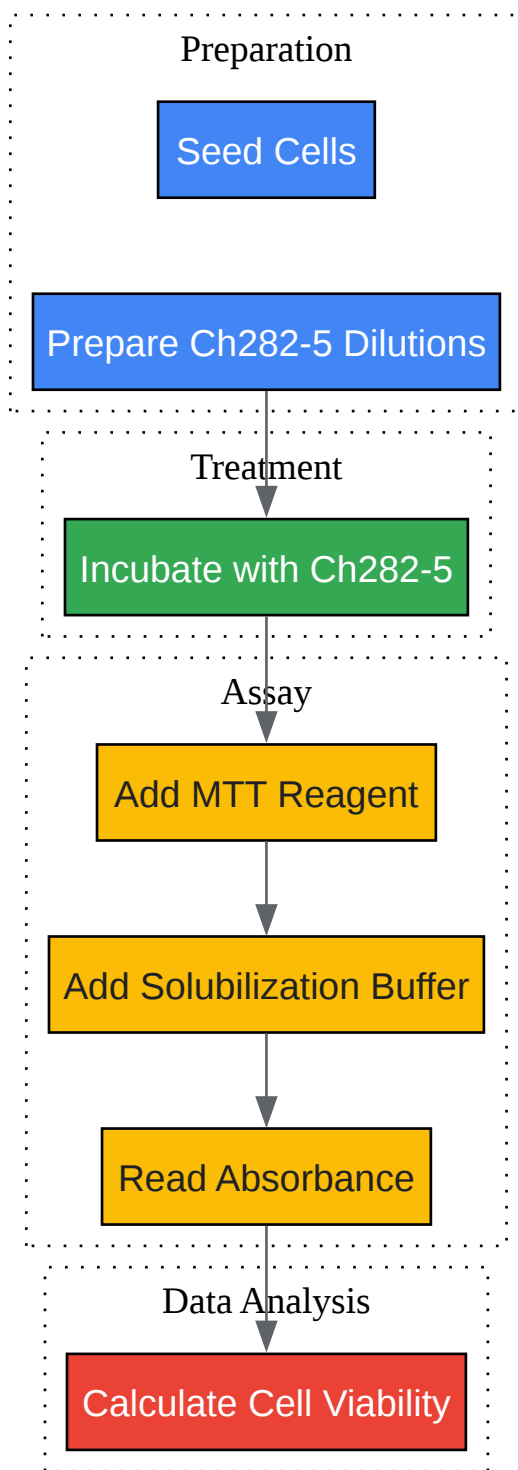 Preparation
Seed Cells
Prepare Ch282-5 Dilutions
Treatment
Incubate with Ch282-5
Assay
Add MTT Reagent
Add Solubilization Buffer
Read Absorbance
Data Analysis
Calculate Cell Viability